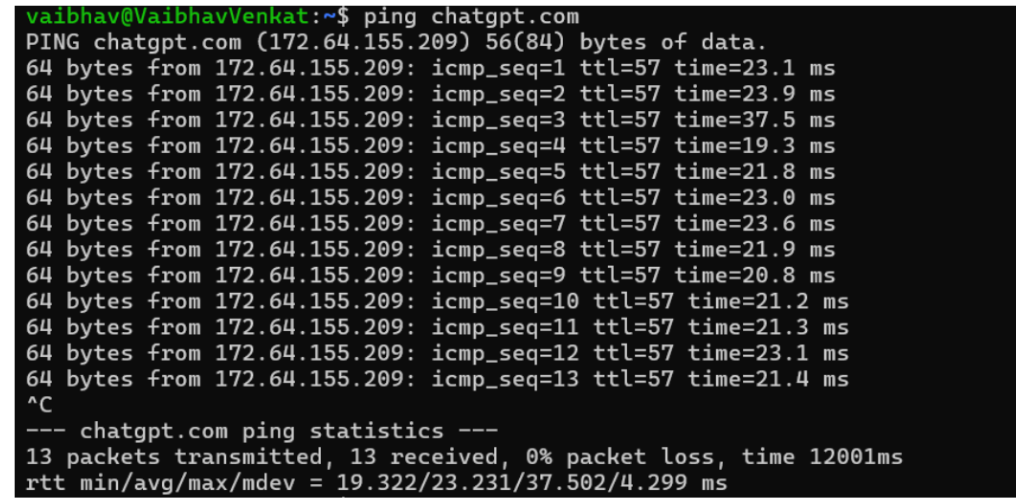 vaibhav@VaibhavVenkat:~$ ping chatgpt.com
PING chatgpt.com (172.64.155.209) 56(84) bytes of data.
64 bytes from 172.64.155.209: icmp_seq=1 ttl=57 time=23.1 ms
64 bytes from 172.64.155.209: icmp_seq=2 ttl=57 time=23.9 ms
64 bytes from 172.64.155.209: icmp_seq=3 ttl=57 time=37.5 ms
64 bytes from 172.64.155.209: icmp_seq=4 ttl=57 time=19.3 ms
64 bytes from 172.64.155.209: icmp_seq=5 ttl=57 time=21.8 ms
64 bytes from 172.64.155.209: icmp_seq=6 ttl=57 time=23.0 ms
64 bytes from 172.64.155.209: icmp_seq=7 ttl=57 time=23.6 ms
64 bytes from 172.64.155.209: icmp_seq=8 ttl=57 time=21.9 ms
64 bytes from 172.64.155.209: icmp_seq=9 ttl=57 time=20.8 ms
64 bytes from 172.64.155.209: icmp_seq=10 ttl=57 time=21.2 ms
64 bytes from 172.64.155.209: icmp_seq=11 ttl=57 time=21.3 ms
64 bytes from 172.64.155.209: icmp_seq=12 ttl=57 time=23.1 ms
64 bytes from 172.64.155.209: icmp_seq=13 ttl=57 time=21.4 ms
^C
--- chatgpt.com ping statistics ---
13 packets transmitted, 13 received, 0% packet loss, time 12001ms
rtt min/avg/max/mdev = 19.322/23.231/37.502/4.299 ms